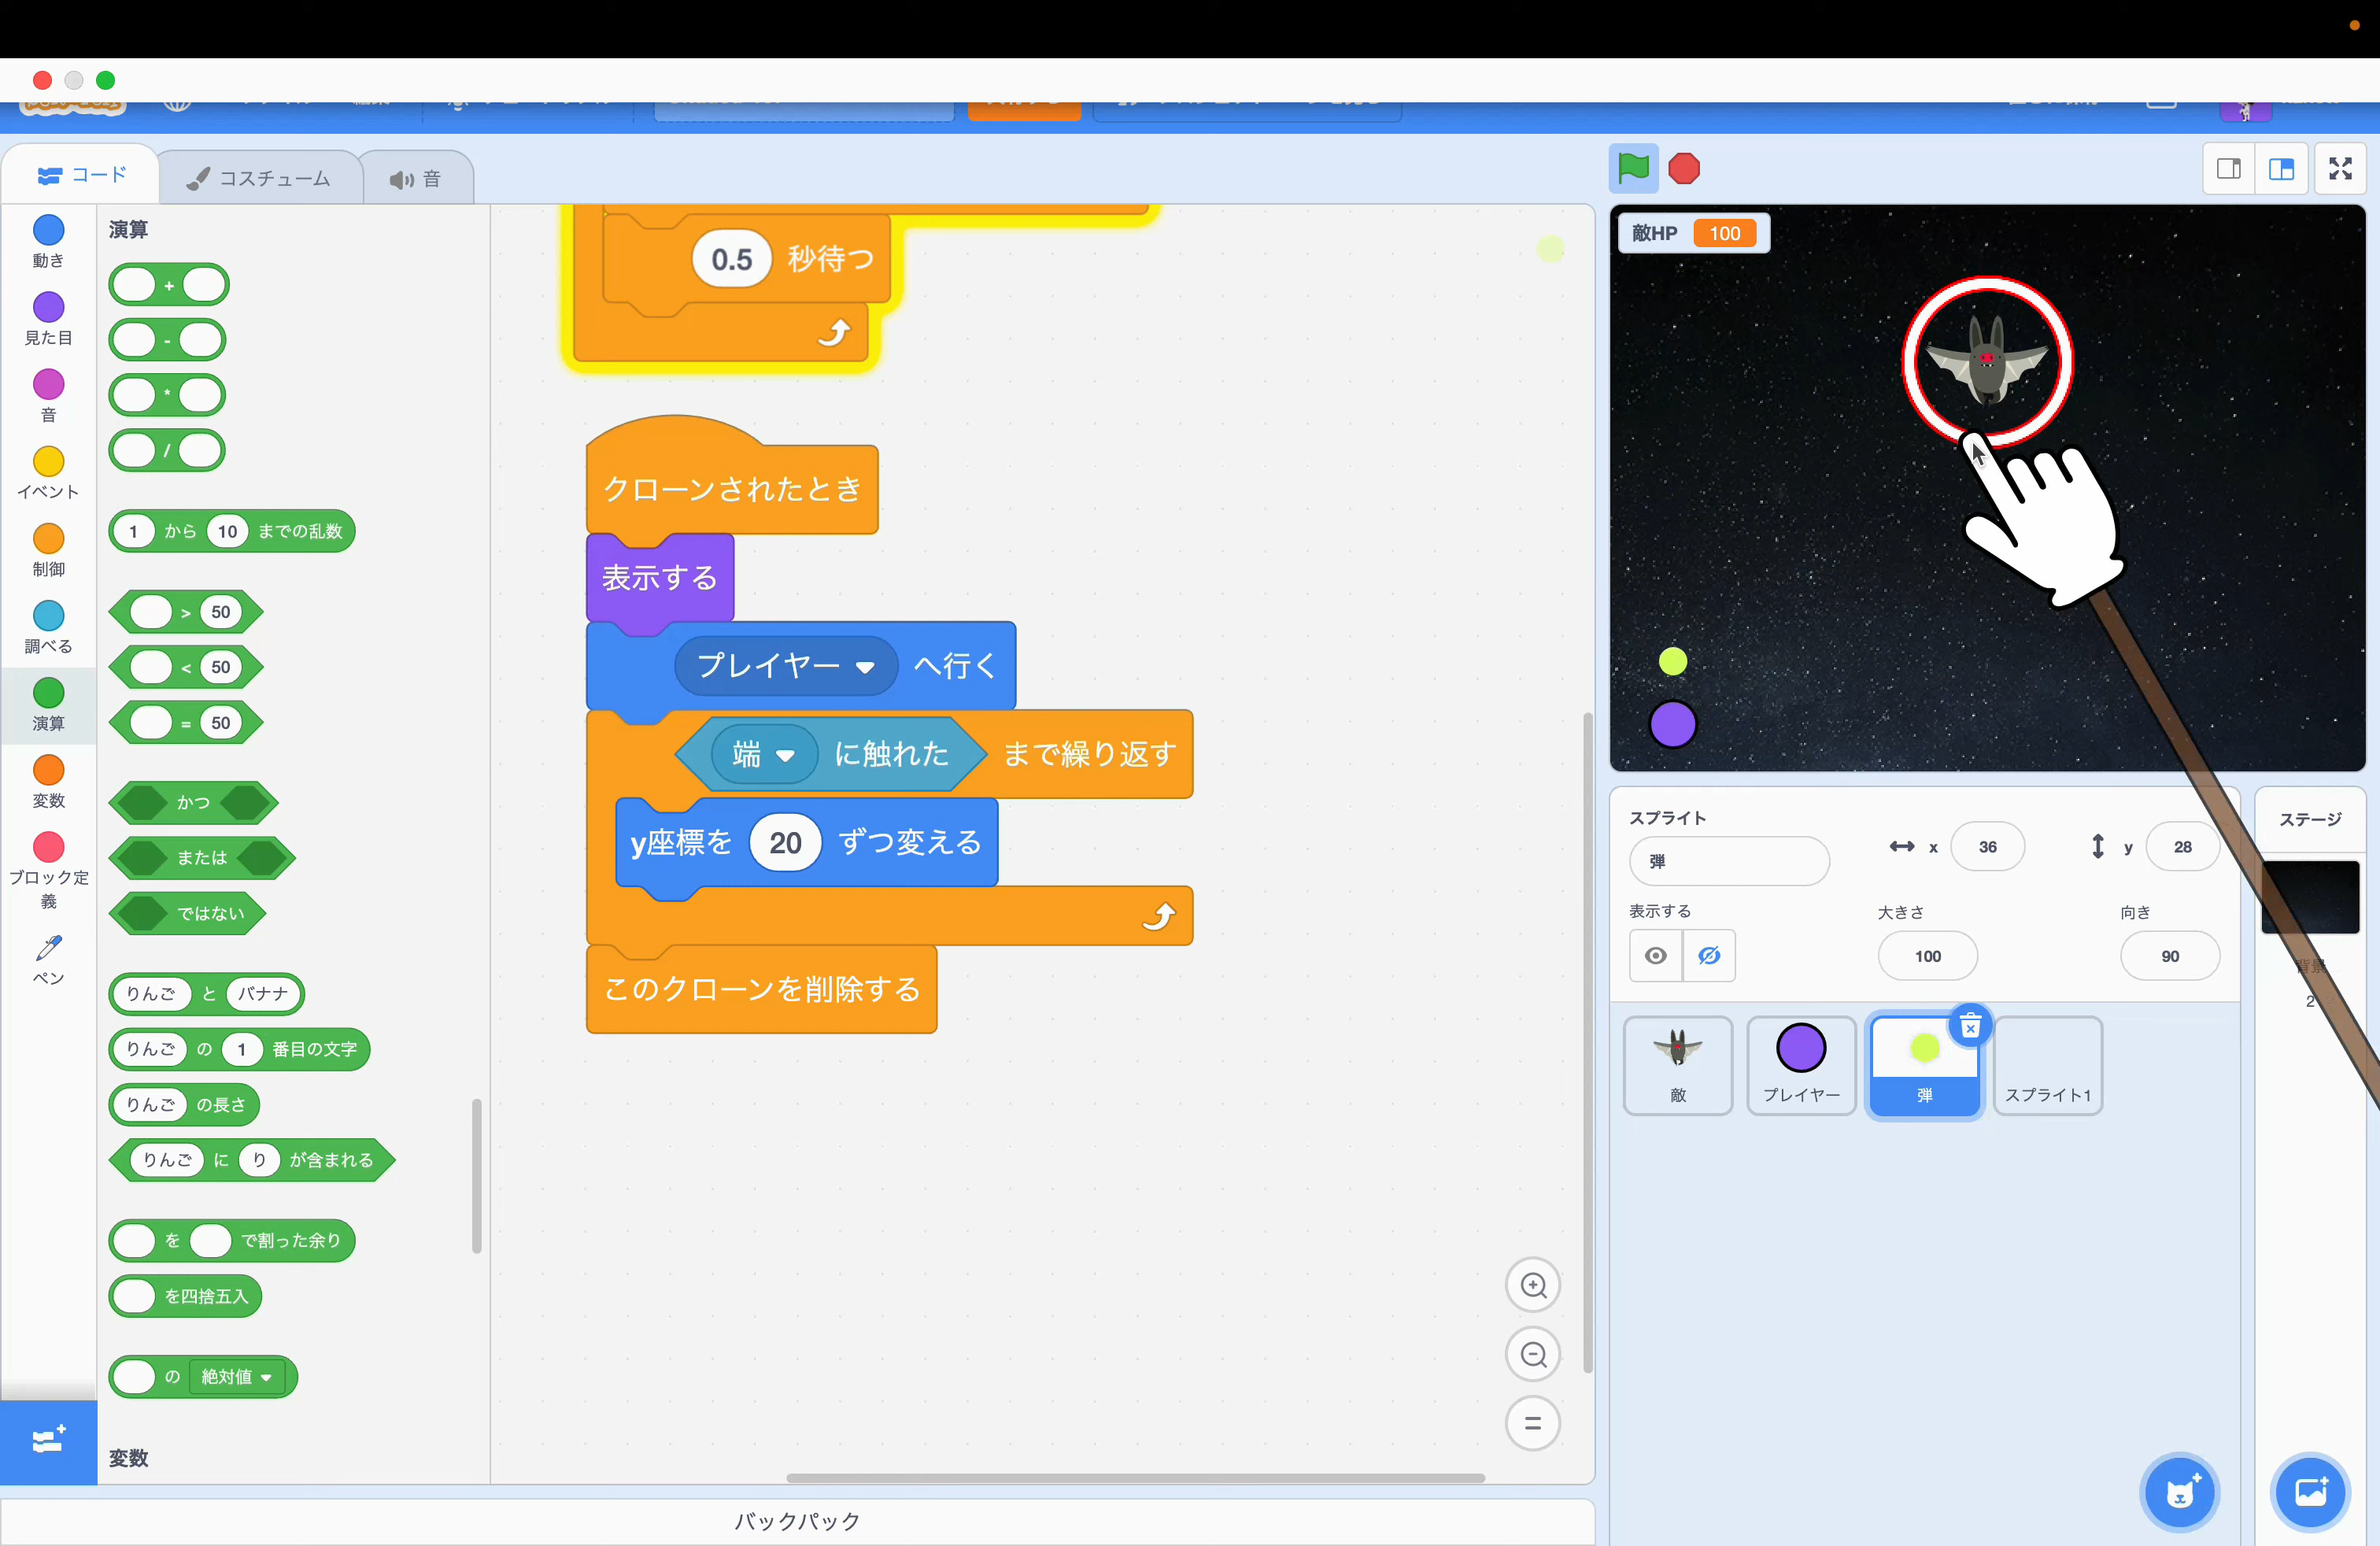 コード
コスチューム
音
動き
見た目
音
イベント
制御
調べる
演算
変数
ブロック定
義
ペン
演算
+
-
*
/
1 から 10 までの乱数
> 50
< 50
= 50
かつ
または
ではない
りんご と バナナ
りんご の 1 番目の文字
りんご の長さ
りんご に り が含まれる
を で割った余り
を四捨五入
の 絶対値
変数
0.5 秒待つ
クローンされたとき
表示する
プレイヤー へ行く
端 に触れた まで繰り返す
y座標を 20 ずつ変える
このクローンを削除する
バックパック
敵HP 100
スプライト
弾
x 36
y 28
表示する
大きさ
100
向き
90
敵
プレイヤー
弾
スプライト1
ステージ
背景
2